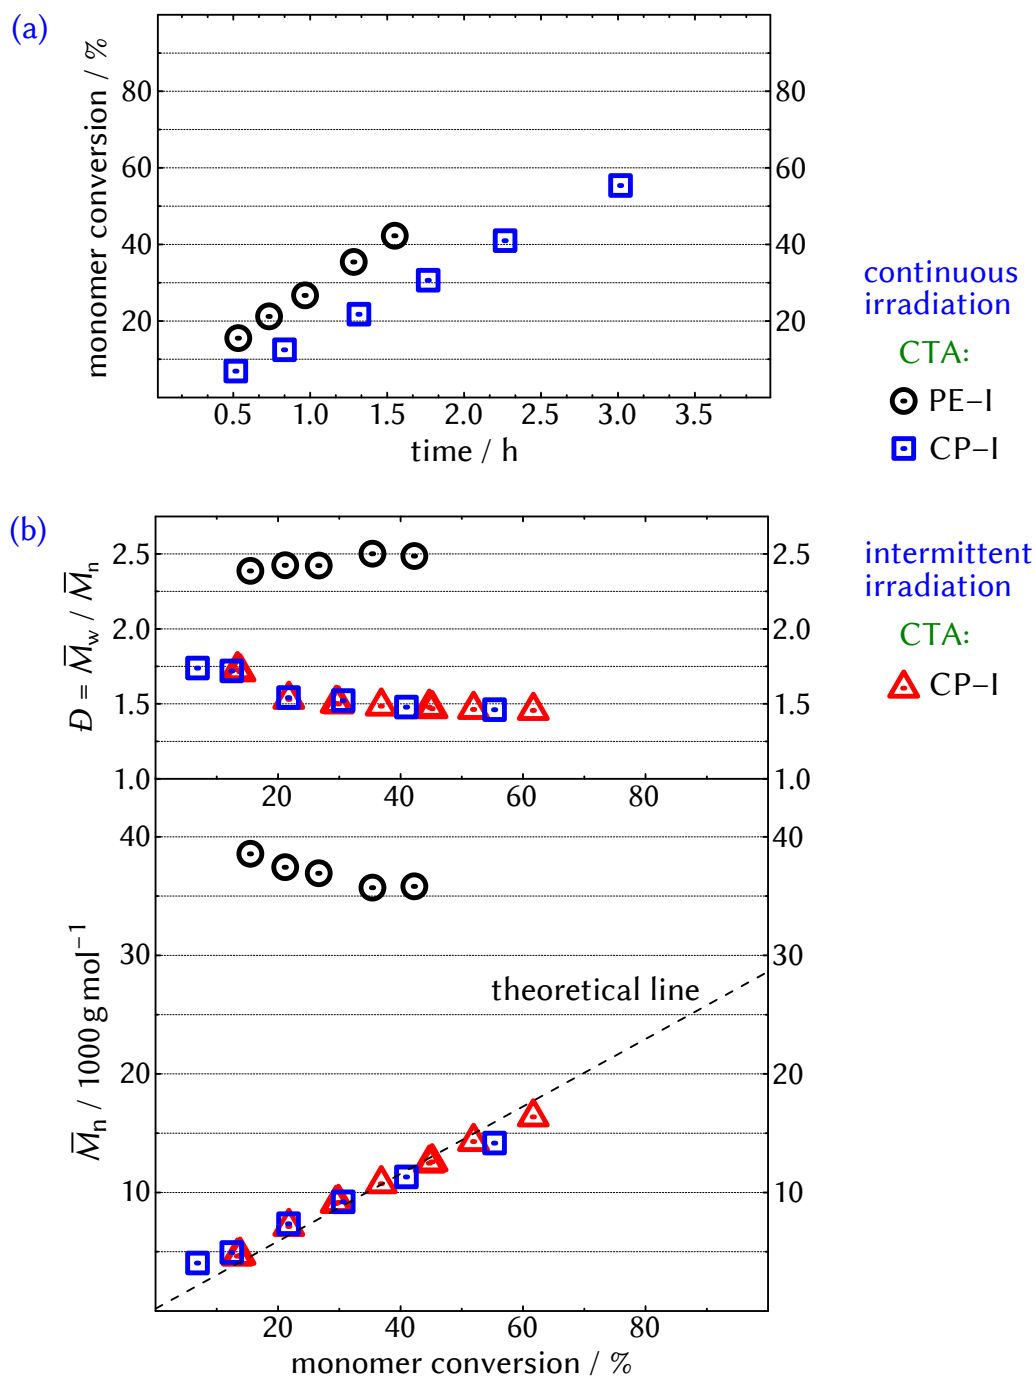 (a)
monomer conversion / %
80
60
40
20
80
60
40
20
0.5 1.0 1.5 2.0 2.5 3.0 3.5
time / h
continuous
irradiation
CTA:
PE–I
CP–I
(b)
Đ = M̅w / M̅n
2.5
2.0
1.5
1.0
2.5
2.0
1.5
1.0
20 40 60 80
intermittent
irradiation
CTA:
CP–I
M̅n / 1000 g mol−1
40
30
20
10
40
30
20
10
theoretical line
20 40 60 80
monomer conversion / %